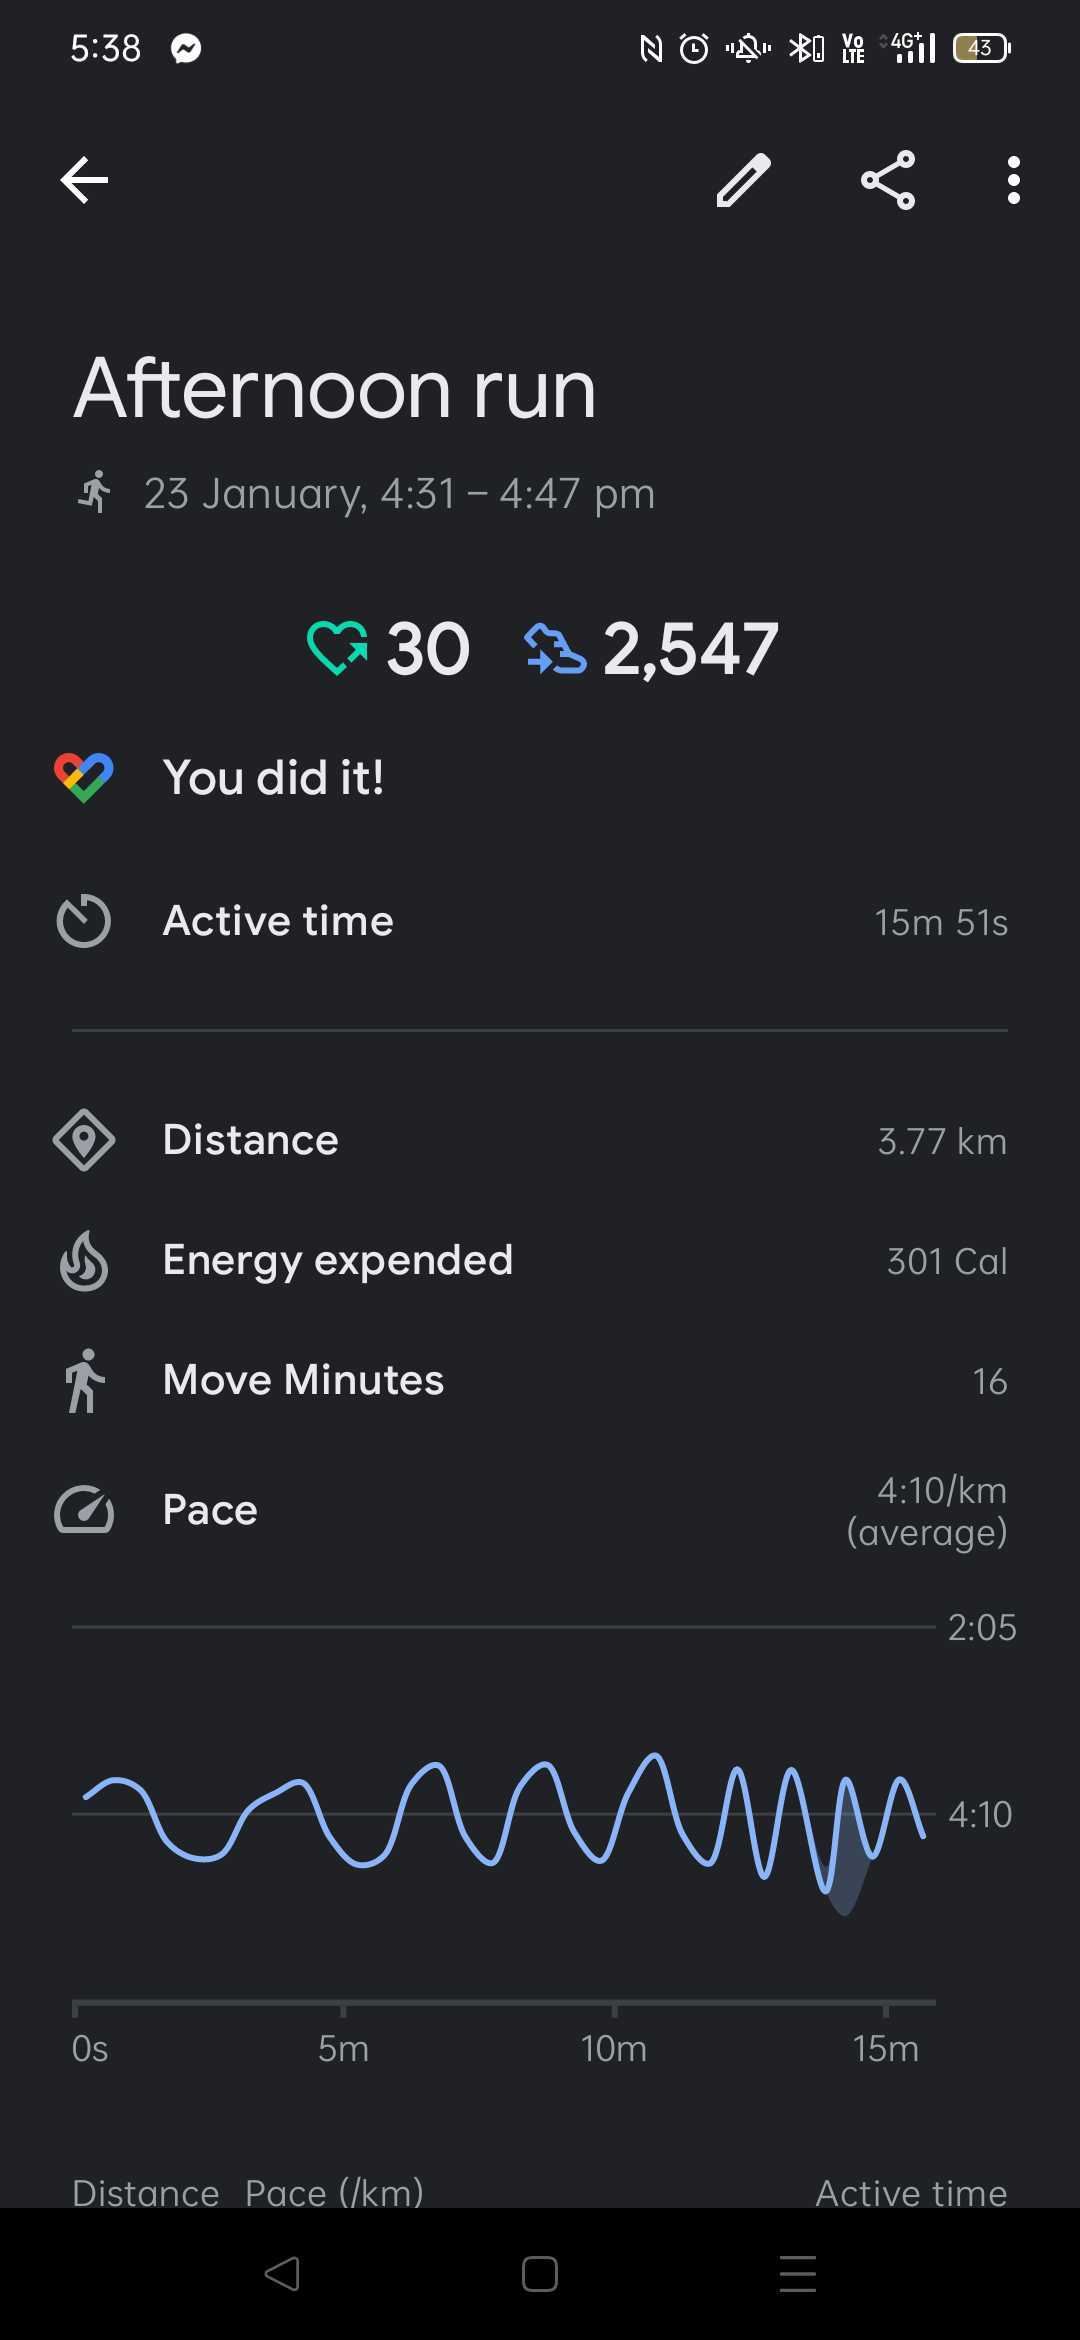 5:38 Vo LTE 4G+ 43
Afternoon run
23 January, 4:31 – 4:47 pm
30 2,547
You did it!
Active time 15m 51s
Distance 3.77 km
Energy expended 301 Cal
Move Minutes 16
Pace 4:10/km
(average)
2:05
4:10
0s 5m 10m 15m
Distance Pace (/km) Active time